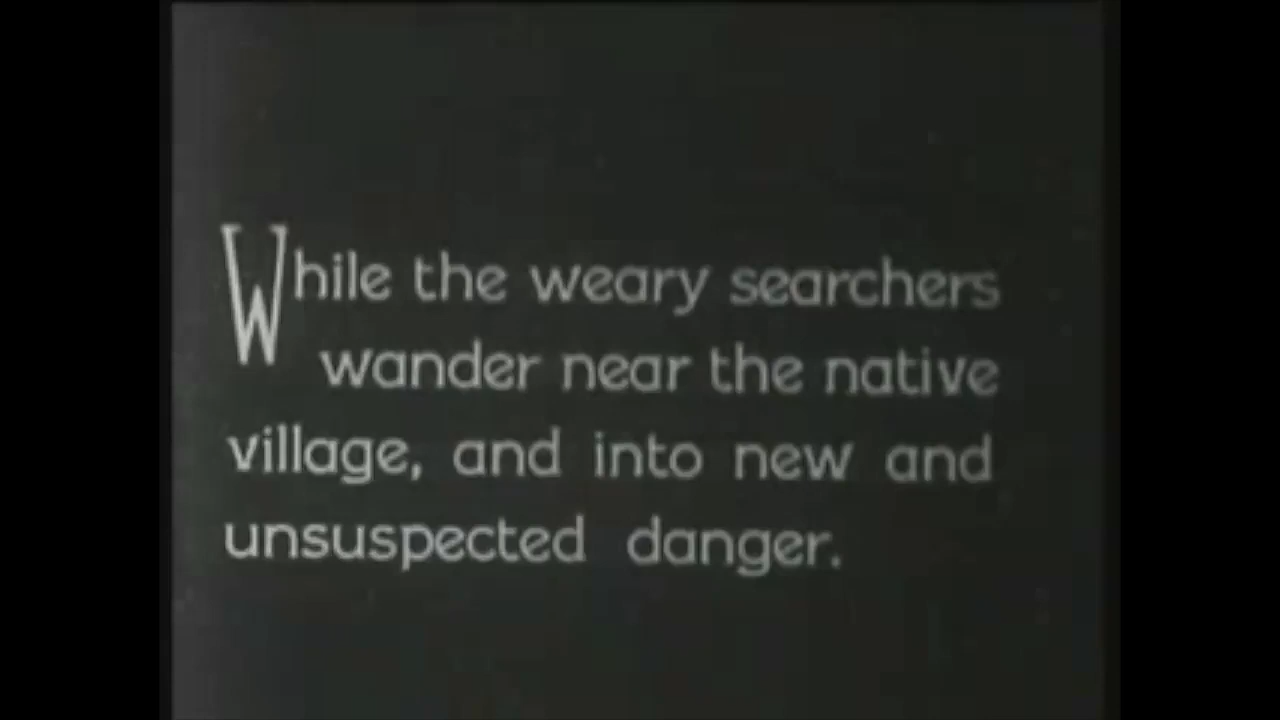 While the weary searchers
wander near the native
village, and into new and
unsuspected danger.